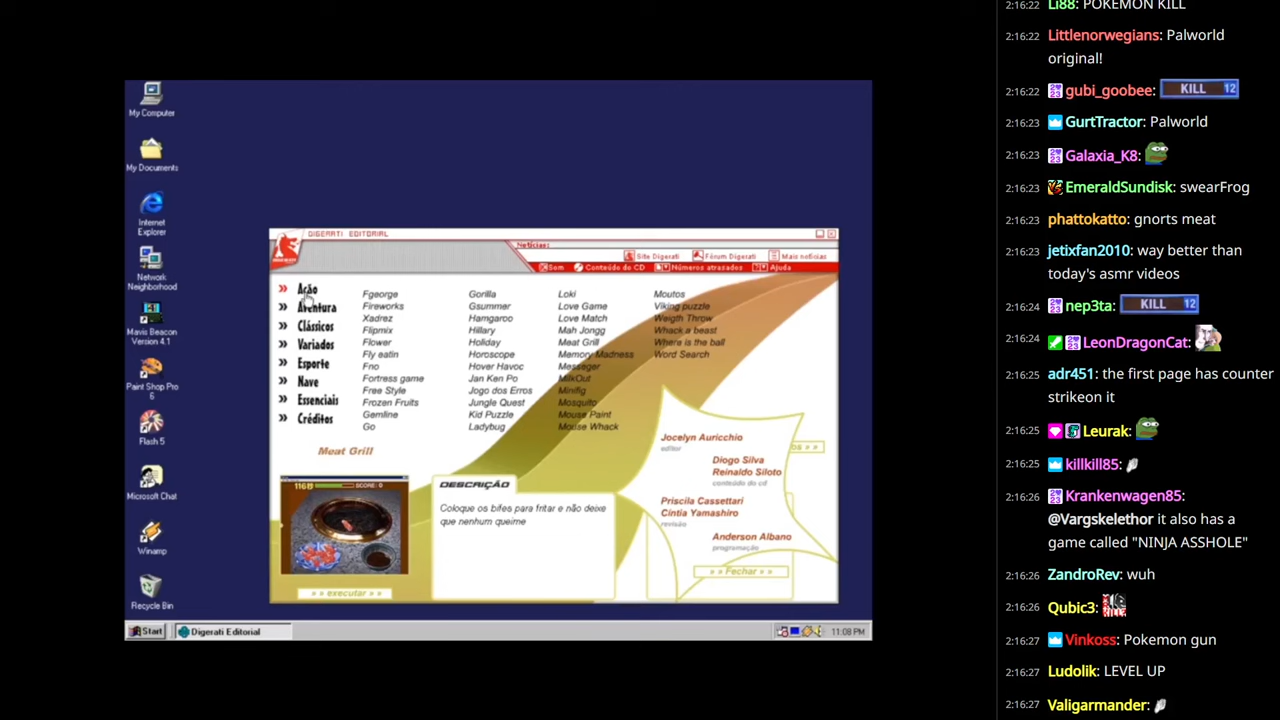 My Computer
My Documents
Internet
Explorer
Network
Neighborhood
Mavis Beacon
Version 4.1
Paint Shop Pro
6
Flash 5
Microsoft Chat
Winamp
Recycle Bin
DIGERATI EDITORIAL
Notícias:
Site Digerati
Fórum Digerati
Mais notícias
Som
Conteúdo do CD
Números atrasados
Ajuda
Ação
Aventura
Clássicos
Variados
Esporte
Nave
Essenciais
Créditos
Fgeorge
Fireworks
Xadrez
Flipmix
Flower
Fly eatin
Fno
Fortress game
Free Style
Frozen Fruits
Gemline
Go
Gorilla
Gsummer
Hamgaroo
Hillary
Holiday
Horoscope
Hover Havoc
Jan Ken Po
Jogo dos Erros
Jungle Quest
Kid Puzzle
Ladybug
Loki
Love Game
Love Match
Mah Jongg
Meat Grill
Memory Madness
Messeger
MilkOut
Minifig
Mosquito
Mouse Paint
Mouse Whack
Moutos
Viking puzzle
Weigth Throw
Whack a beast
Where is the ball
Word Search
Meat Grill
SCORE: 0
» » executar » »
DESCRIÇÃO
Coloque os bifes para fritar e não deixe
que nenhum queime
Jocelyn Auricchio
editor
Diogo Silva
Reinaldo Siloto
conteúdo do cd
Priscila Cassettari
Cintia Yamashiro
revisão
Anderson Albano
programação
» » Fechar » »
Start
Digerati Editorial
11:08 PM
2:16:22 Li88: POKEMON KILL
2:16:22 Littlenorwegians: Palworld
original!
2:16:22 gubi_goobee: KILL 12
2:16:23 GurtTractor: Palworld
2:16:23 Galaxia_K8:
2:16:23 EmeraldSundisk: swearFrog
2:16:23 phattokatto: gnorts meat
2:16:23 jetixfan2010: way better than
today's asmr videos
2:16:24 nep3ta: KILL 12
2:16:24 LeonDragonCat:
2:16:25 adr451: the first page has counter
strikeon it
2:16:25 Leurak:
2:16:25 killkill85:
2:16:26 Krankenwagen85:
@Vargskelethor it also has a
game called "NINJA ASSHOLE"
2:16:26 ZandroRev: wuh
2:16:26 Qubic3:
2:16:27 Vinkoss: Pokemon gun
2:16:27 Ludolik: LEVEL UP
2:16:27 Valigarmander: